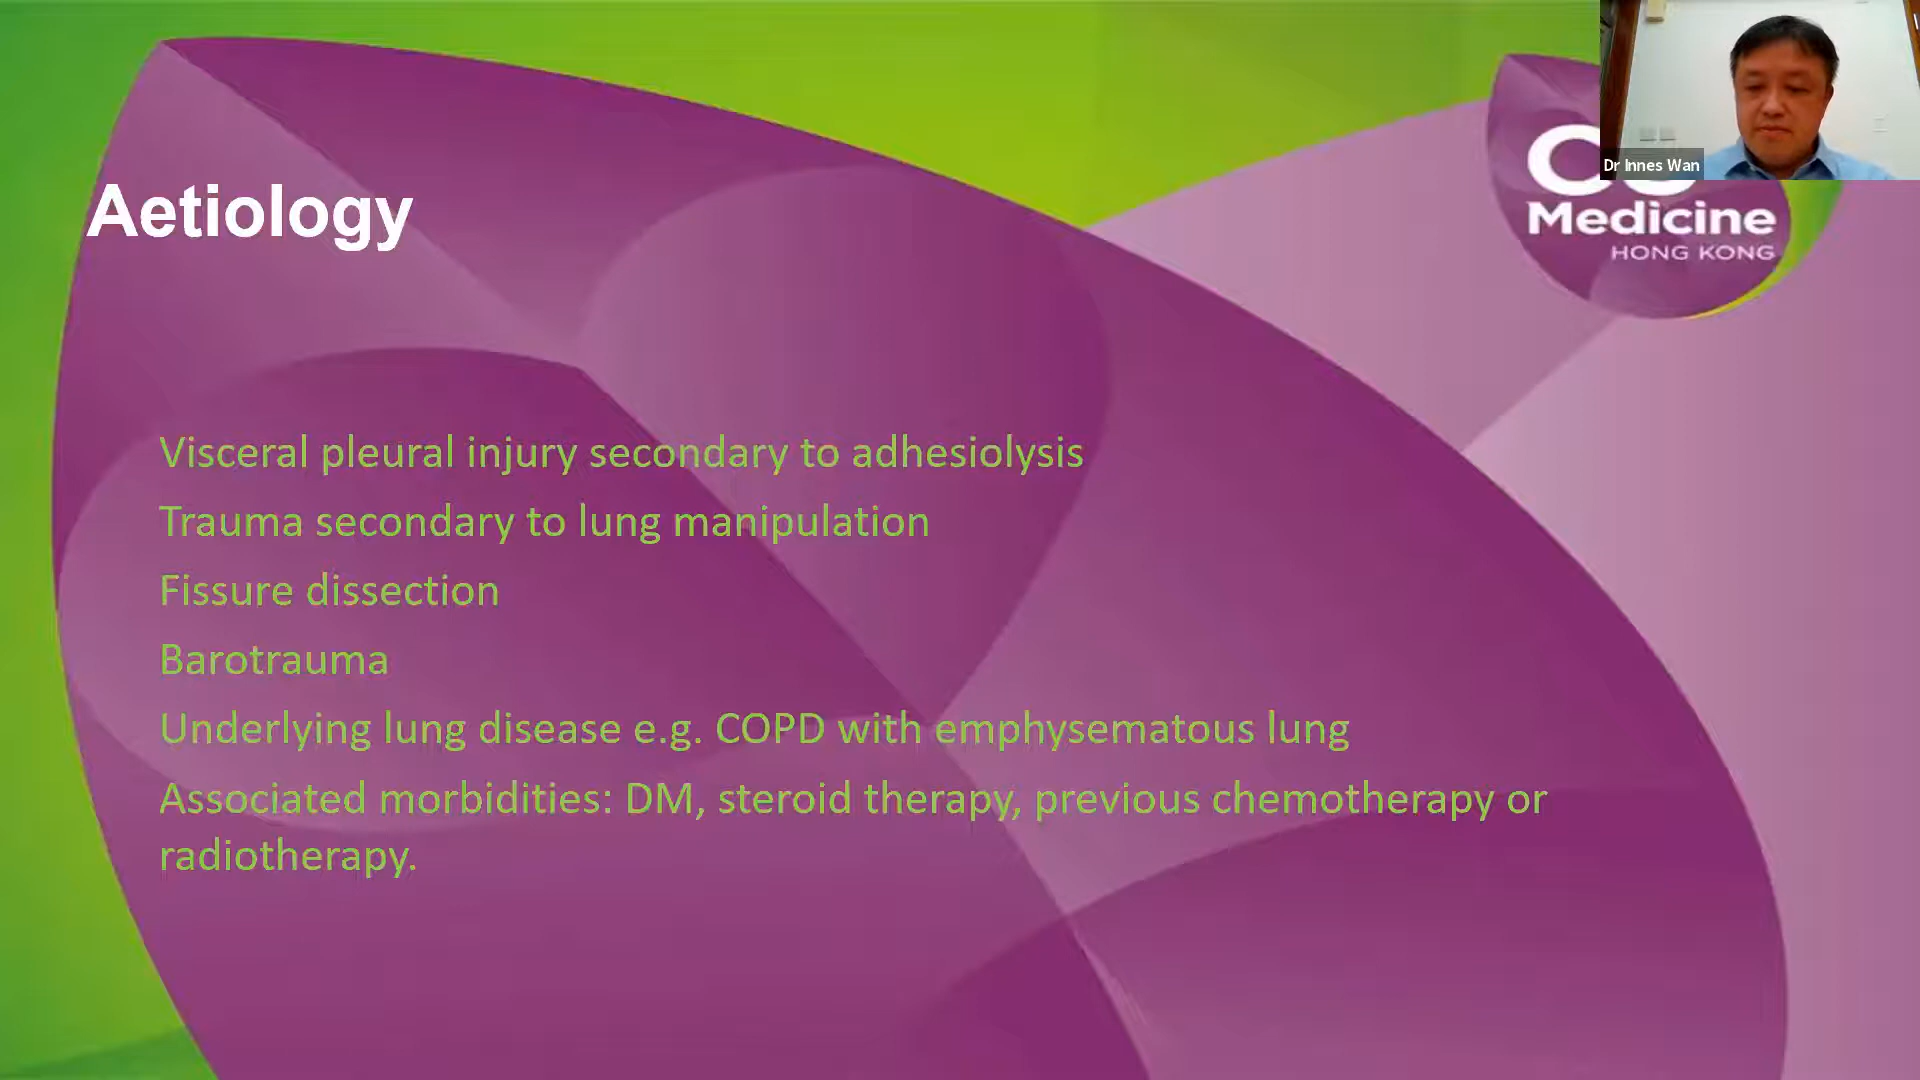 Dr Innes Wan
Medicine
HONG KONG
Aetiology
Visceral pleural injury secondary to adhesiolysis
Trauma secondary to lung manipulation
Fissure dissection
Barotrauma
Underlying lung disease e.g. COPD with emphysematous lung
Associated morbidities: DM, steroid therapy, previous chemotherapy or
radiotherapy.